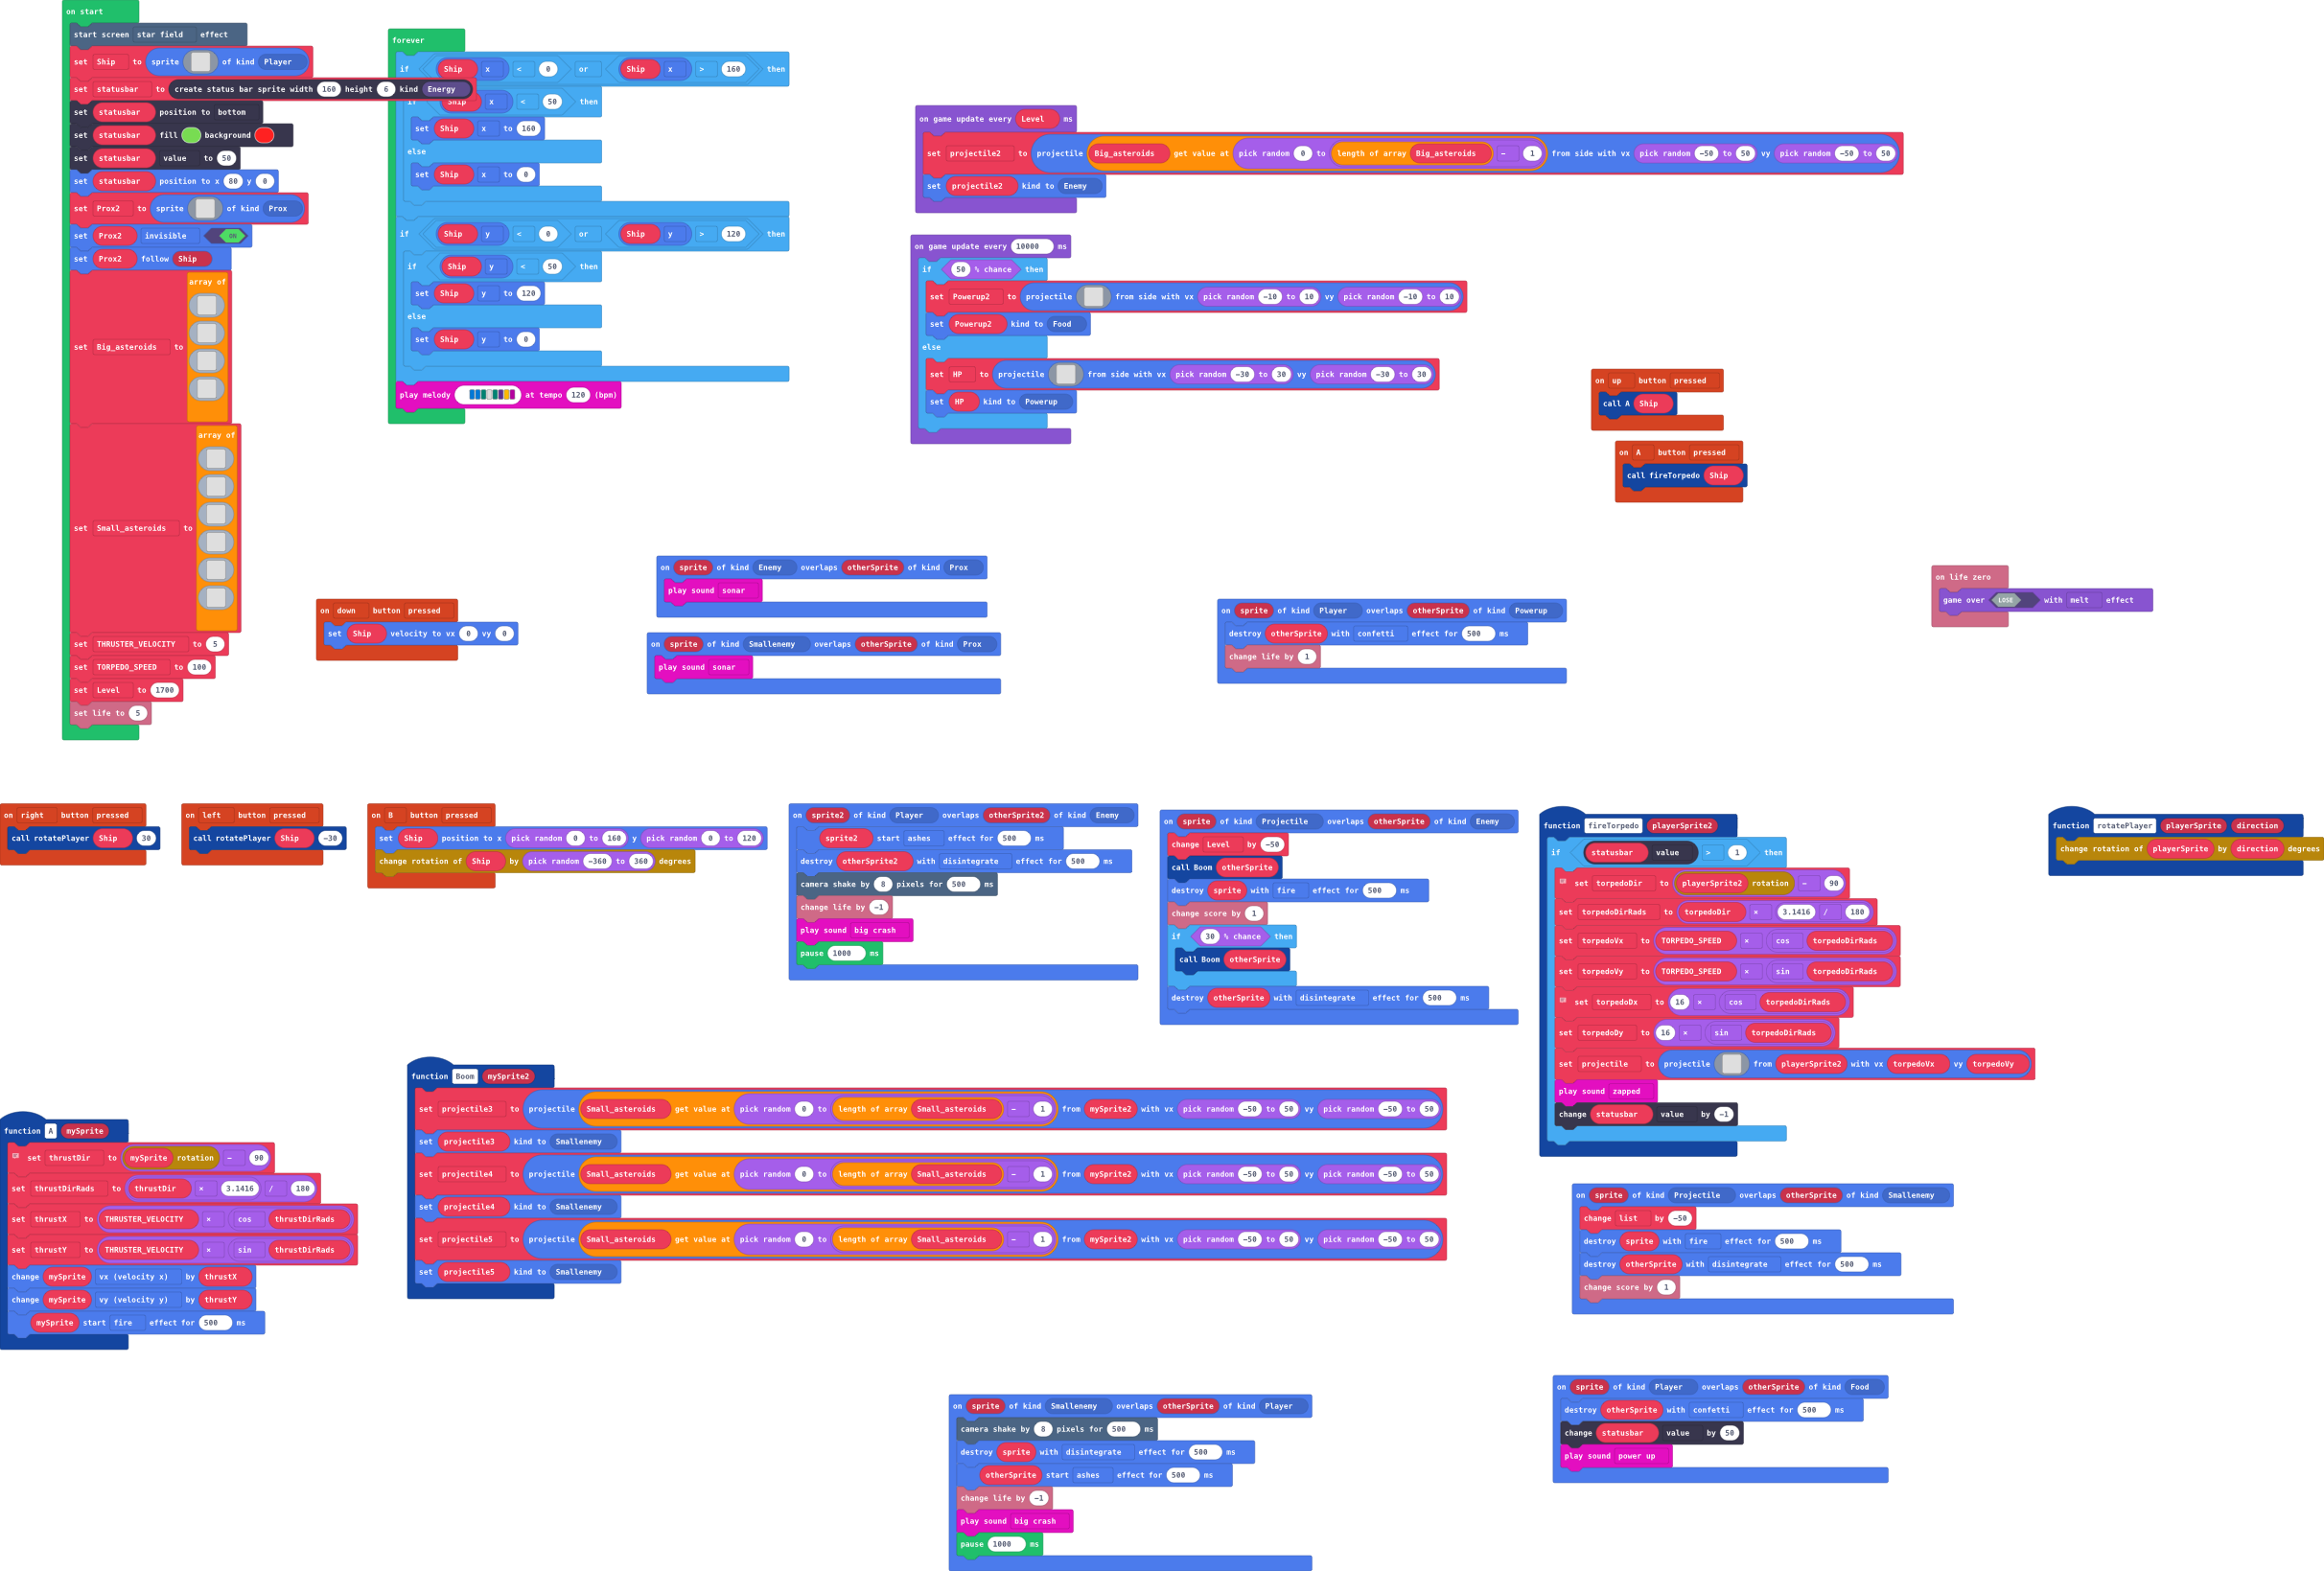 on start
start screen star field effect
set Ship to sprite of kind Player
set statusbar to create status bar sprite width 160 height 6 kind Energy
set statusbar position to bottom
set statusbar fill background
set statusbar value to 50
set statusbar position to x 80 y 0
set Prox2 to sprite of kind Prox
set Prox2 invisible ON
set Prox2 follow Ship
set Big_asteroids to array of
set Small_asteroids to array of
set THRUSTER_VELOCITY to 5
set TORPEDO_SPEED to 100
set Level to 1700
set life to 5
forever
if Ship x < 0 or Ship x > 160 then
if Ship x < 50 then
set Ship x to 160
else
set Ship x to 0
if Ship y < 0 or Ship y > 120 then
if Ship y < 50 then
set Ship y to 120
else
set Ship y to 0
play melody at tempo 120 (bpm)
on game update every Level ms
set projectile2 to projectile Big_asteroids get value at pick random 0 to length of array Big_asteroids - 1 from side with vx pick random -50 to 50 vy pick random -50 to 50
set projectile2 kind to Enemy
on game update every 10000 ms
if 50 % chance then
set Powerup2 to projectile from side with vx pick random -10 to 10 vy pick random -10 to 10
set Powerup2 kind to Food
else
set HP to projectile from side with vx pick random -30 to 30 vy pick random -30 to 30
set HP kind to Powerup
on up button pressed
call A Ship
on A button pressed
call fireTorpedo Ship
on down button pressed
set Ship velocity to vx 0 vy 0
on sprite of kind Enemy overlaps otherSprite of kind Prox
play sound sonar
on sprite of kind Smallenemy overlaps otherSprite of kind Prox
play sound sonar
on sprite of kind Player overlaps otherSprite of kind Powerup
destroy otherSprite with confetti effect for 500 ms
change life by 1
on life zero
game over LOSE with melt effect
on right button pressed
call rotatePlayer Ship 30
on left button pressed
call rotatePlayer Ship -30
on B button pressed
set Ship position to x pick random 0 to 160 y pick random 0 to 120
change rotation of Ship by pick random -360 to 360 degrees
on sprite2 of kind Player overlaps otherSprite2 of kind Enemy
sprite2 start ashes effect for 500 ms
destroy otherSprite2 with disintegrate effect for 500 ms
camera shake by 8 pixels for 500 ms
change life by -1
play sound big crash
pause 1000 ms
on sprite of kind Projectile overlaps otherSprite of kind Enemy
change Level by -50
call Boom otherSprite
destroy sprite with fire effect for 500 ms
change score by 1
if 30 % chance then
call Boom otherSprite
destroy otherSprite with disintegrate effect for 500 ms
function fireTorpedo playerSprite2
if statusbar value > 1 then
set torpedoDir to playerSprite2 rotation - 90
set torpedoDirRads to torpedoDir × 3.1416 / 180
set torpedoVx to TORPEDO_SPEED × cos torpedoDirRads
set torpedoVy to TORPEDO_SPEED × sin torpedoDirRads
set torpedoDx to 16 × cos torpedoDirRads
set torpedoDy to 16 × sin torpedoDirRads
set projectile to projectile from playerSprite2 with vx torpedoVx vy torpedoVy
play sound zapped
change statusbar value by -1
function rotatePlayer playerSprite direction
change rotation of playerSprite by direction degrees
function A mySprite
set thrustDir to mySprite rotation - 90
set thrustDirRads to thrustDir × 3.1416 / 180
set thrustX to THRUSTER_VELOCITY × cos thrustDirRads
set thrustY to THRUSTER_VELOCITY × sin thrustDirRads
change mySprite vx (velocity x) by thrustX
change mySprite vy (velocity y) by thrustY
mySprite start fire effect for 500 ms
function Boom mySprite2
set projectile3 to projectile Small_asteroids get value at pick random 0 to length of array Small_asteroids - 1 from mySprite2 with vx pick random -50 to 50 vy pick random -50 to 50
set projectile3 kind to Smallenemy
set projectile4 to projectile Small_asteroids get value at pick random 0 to length of array Small_asteroids - 1 from mySprite2 with vx pick random -50 to 50 vy pick random -50 to 50
set projectile4 kind to Smallenemy
set projectile5 to projectile Small_asteroids get value at pick random 0 to length of array Small_asteroids - 1 from mySprite2 with vx pick random -50 to 50 vy pick random -50 to 50
set projectile5 kind to Smallenemy
on sprite of kind Projectile overlaps otherSprite of kind Smallenemy
change list by -50
destroy sprite with fire effect for 500 ms
destroy otherSprite with disintegrate effect for 500 ms
change score by 1
on sprite of kind Smallenemy overlaps otherSprite of kind Player
camera shake by 8 pixels for 500 ms
destroy sprite with disintegrate effect for 500 ms
otherSprite start ashes effect for 500 ms
change life by -1
play sound big crash
pause 1000 ms
on sprite of kind Player overlaps otherSprite of kind Food
destroy otherSprite with confetti effect for 500 ms
change statusbar value by 50
play sound power up